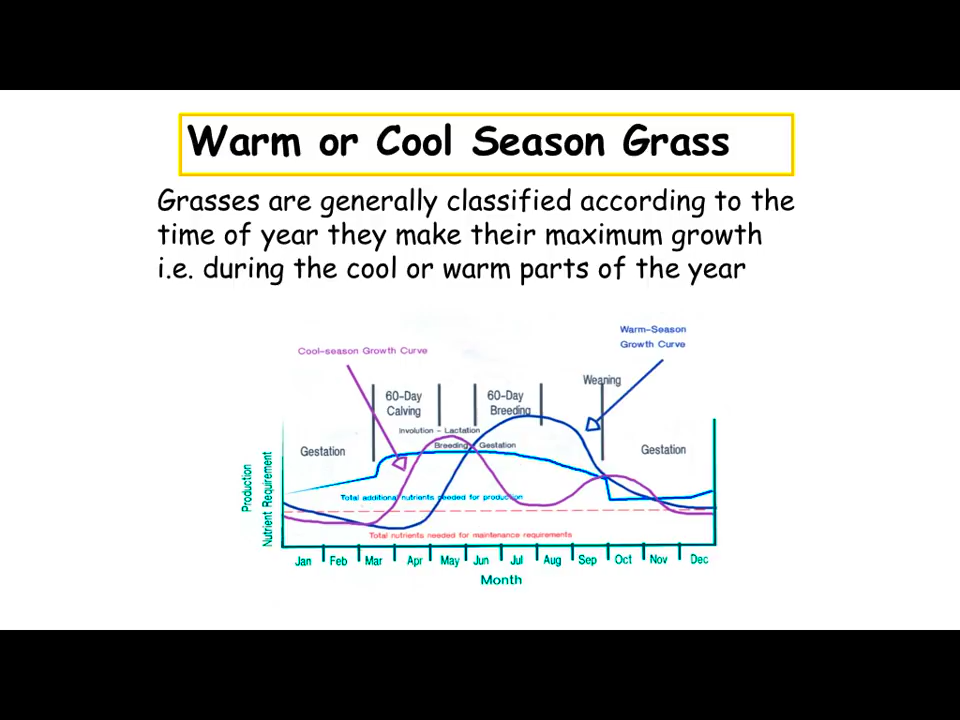 Warm or Cool Season Grass
Grasses are generally classified according to the
time of year they make their maximum growth
i.e. during the cool or warm parts of the year
Warm-Season
Growth Curve
Cool-season Growth Curve
Weaning
60-Day
Calving
60-Day
Breeding
Involution - Lactation
Breeding Gestation
Gestation
Gestation
Production
Nutrient Requirement
Total additional nutrients needed for production
Total nutrients needed for maintenance requirements
Jan Feb Mar Apr May Jun Jul Aug Sep Oct Nov Dec
Month